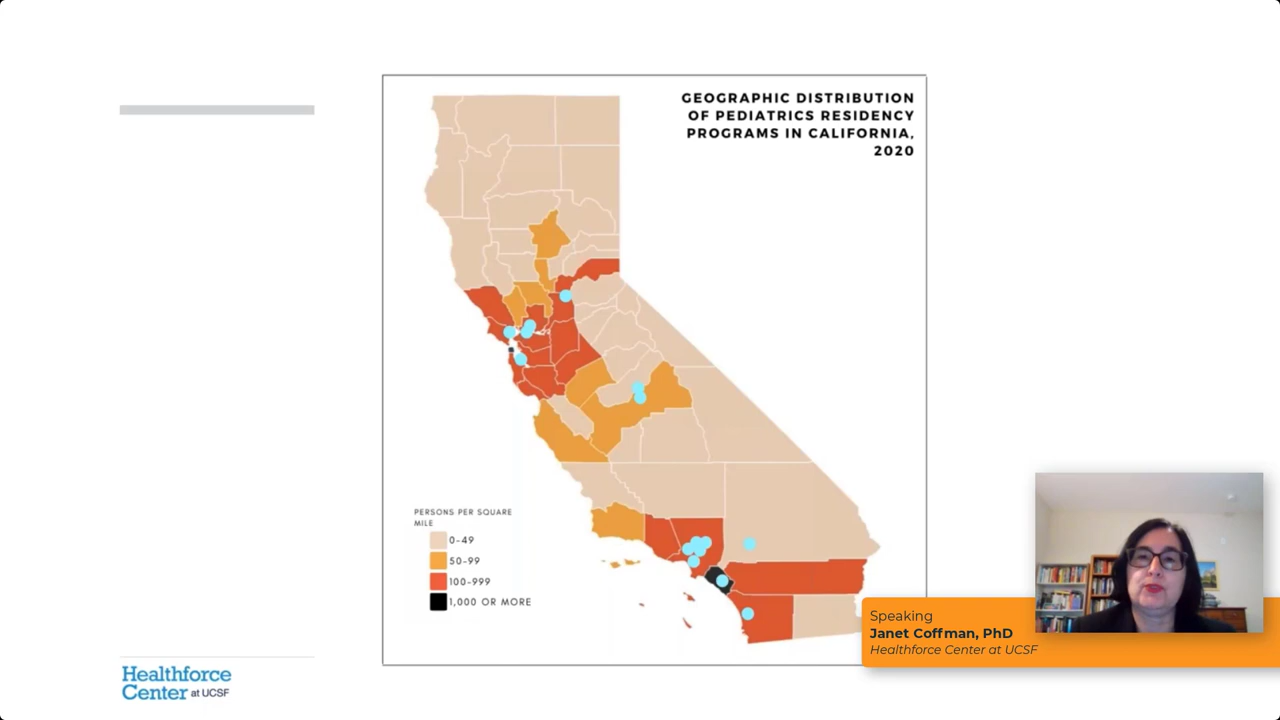 GEOGRAPHIC DISTRIBUTION
OF PEDIATRICS RESIDENCY
PROGRAMS IN CALIFORNIA,
2020
PERSONS PER SQUARE
MILE
0-49
50-99
100-999
1,000 OR MORE
Speaking
Janet Coffman, PhD
Healthforce Center at UCSF
Healthforce
Center at UCSF